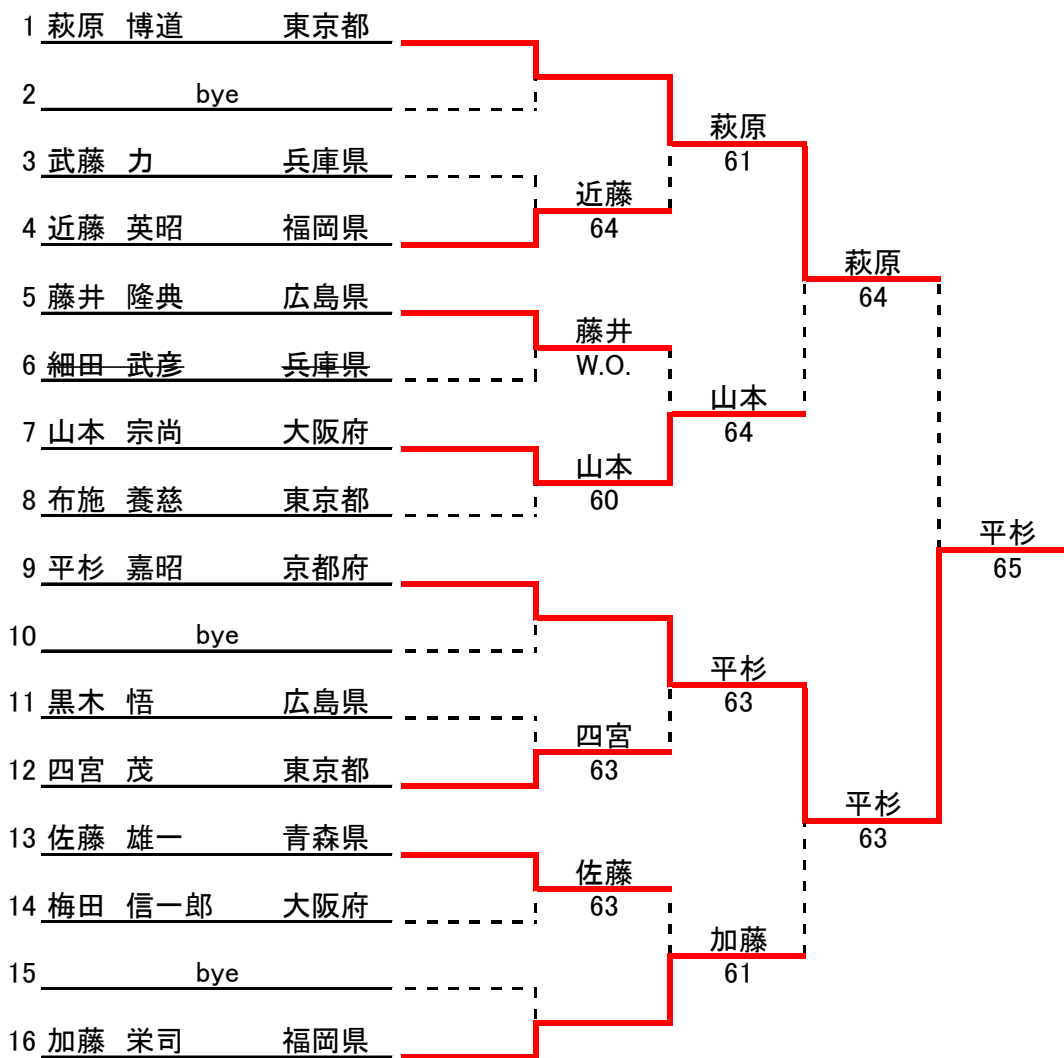 1 萩原 博道 東京都
2 bye
3 武藤 力 兵庫県
4 近藤 英昭 福岡県
5 藤井 隆典 広島県
6 細田 武彦 兵庫県
7 山本 宗尚 大阪府
8 布施 養慈 東京都
9 平杉 嘉昭 京都府
10 bye
11 黒木 悟 広島県
12 四宮 茂 東京都
13 佐藤 雄一 青森県
14 梅田 信一郎 大阪府
15 bye
16 加藤 栄司 福岡県
近藤
64
藤井
W.O.
山本
60
四宮
63
佐藤
63
萩原
61
山本
64
平杉
63
加藤
61
萩原
64
平杉
63
平杉
65